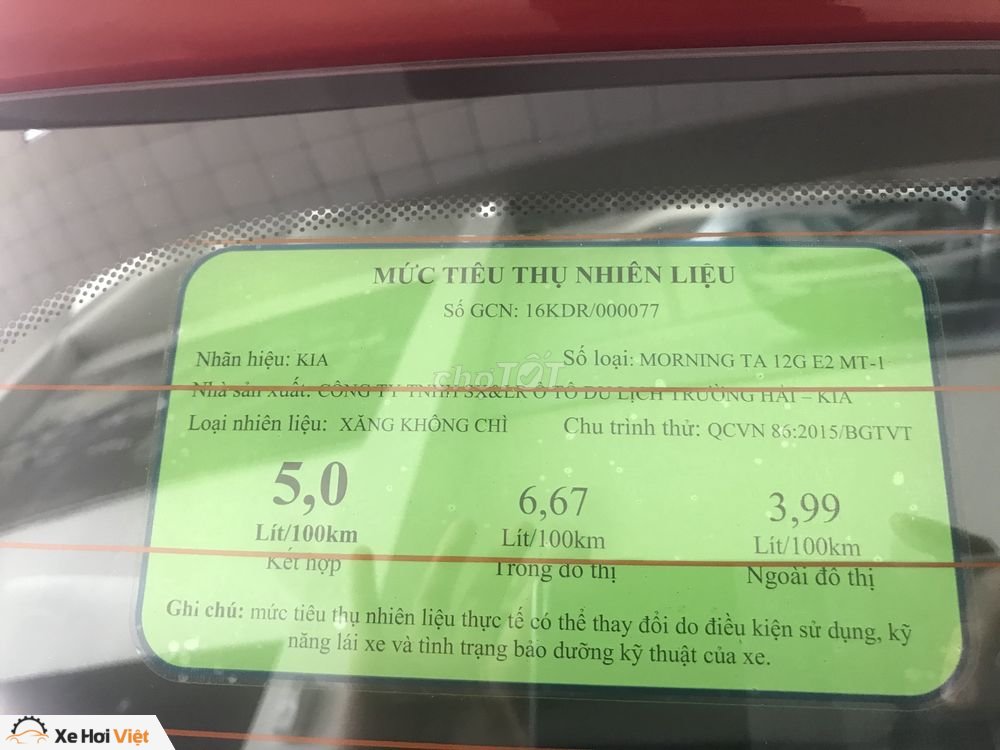 MỨC TIÊU THỤ NHIÊN LIỆU
Số GCN: 16KDR/000077
Nhãn hiệu: KIA Số loại: MORNING TA 12G E2 MT-1
choTỐT
Nhà sản xuất: CÔNG TY TNHH SX&LR Ô TÔ DU LỊCH TRƯỜNG HẢI – KIA
Loại nhiên liệu: XĂNG KHÔNG CHÌ Chu trình thử: QCVN 86:2015/BGTVT
5,0 6,67 3,99
Lít/100km Lít/100km Lít/100km
Kết hợp Trong đô thị Ngoài đô thị
Ghi chú: mức tiêu thụ nhiên liệu thực tế có thể thay đổi do điều kiện sử dụng, kỹ
năng lái xe và tình trạng bảo dưỡng kỹ thuật của xe.
Xe Hơi Việt